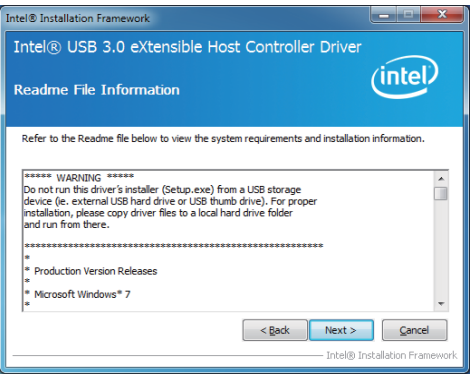 Intel® Installation Framework
Intel® USB 3.0 eXtensible Host Controller Driver
Readme File Information
intel
Refer to the Readme file below to view the system requirements and installation information.
***** WARNING *****
Do not run this driver's installer (Setup.exe) from a USB storage
device (ie. external USB hard drive or USB thumb drive). For proper
installation, please copy driver files to a local hard drive folder
and run from there.
*******************************************************
*
* Production Version Releases
*
* Microsoft Windows* 7
*
< Back Next > Cancel
Intel® Installation Framework